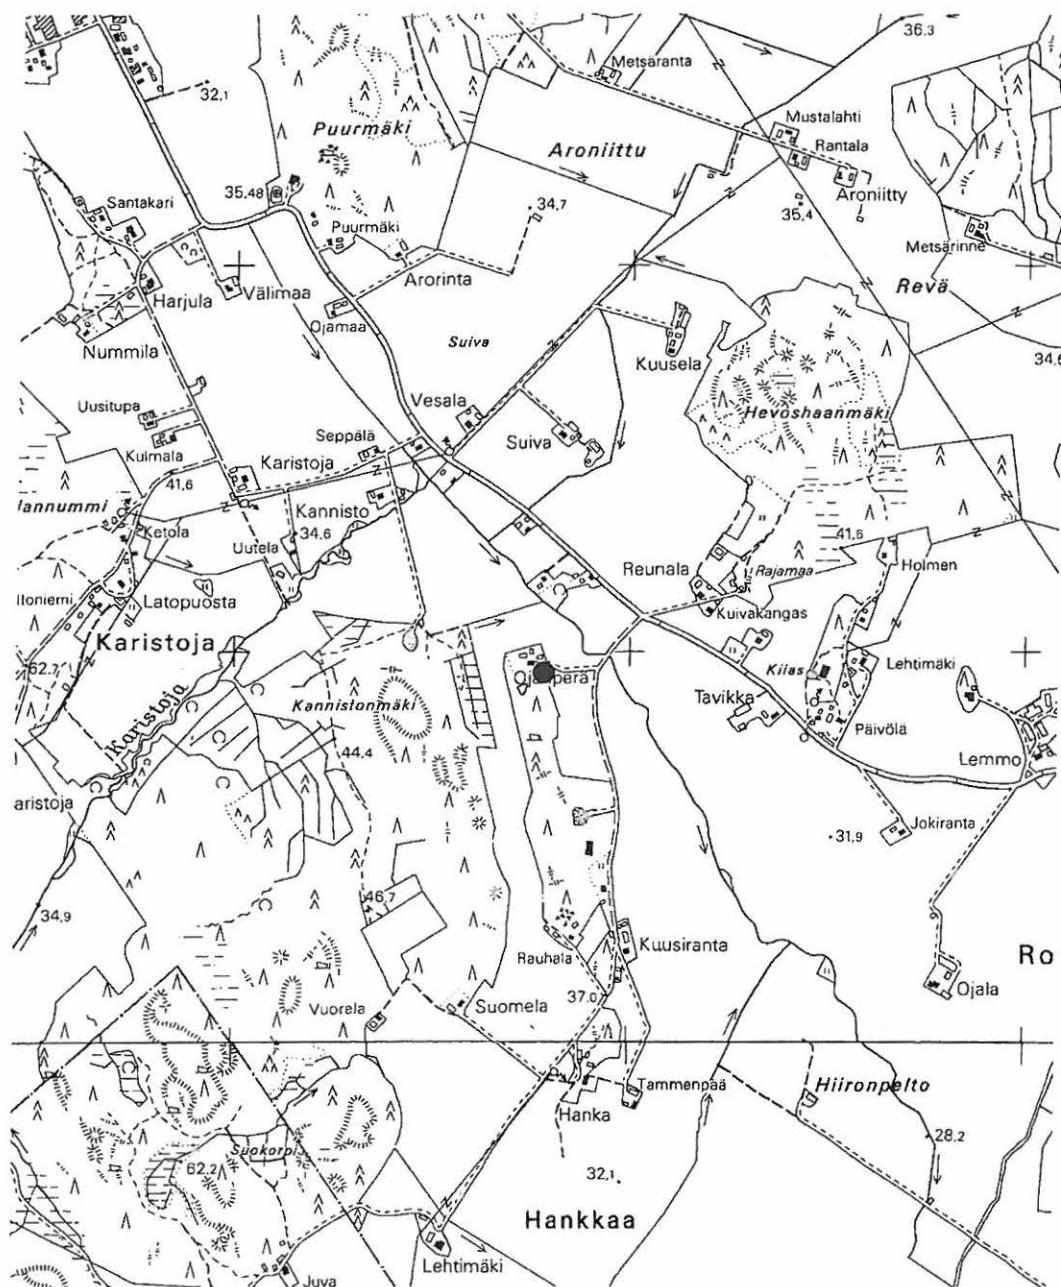 36.3
Metsäranta
32.1
Mustalahti
Puurmäki
Aroniittu
Rantala
35.48
34.7
Aroniitty
Santakari
35.4
Puurmäki
Metsärinne
Arorinta
Revä
Harjula
Välimaa
Ojamaa
Suiva
Nummila
Kuusela
34.6
Uusitupa
Vesala
Hevoshaanmäki
Seppälä
Suiva
Kulmala
Karistoja
41.6
Kannisto
Ketola
34.6
41.6
Uutela
Reunala
Rajamaa
Holmen
Latopuosta
Kuivakangas
Karistoja
Lehtimäki
62.7
Kiias
Karistoja
Kannistonmäki
Tavikka
Päivölä
44.4
Lemmo
aristoja
Jokiranta
31.9
46.7
34.9
Kuusiranta
Rauhala
Ro
37.0
Ojala
Suomela
Vuorela
Tammenpää
Hiironpelto
Hanka
28.2
Suokorpi
62.2
32.1
Hankkaa
Lehtimäki
Juva